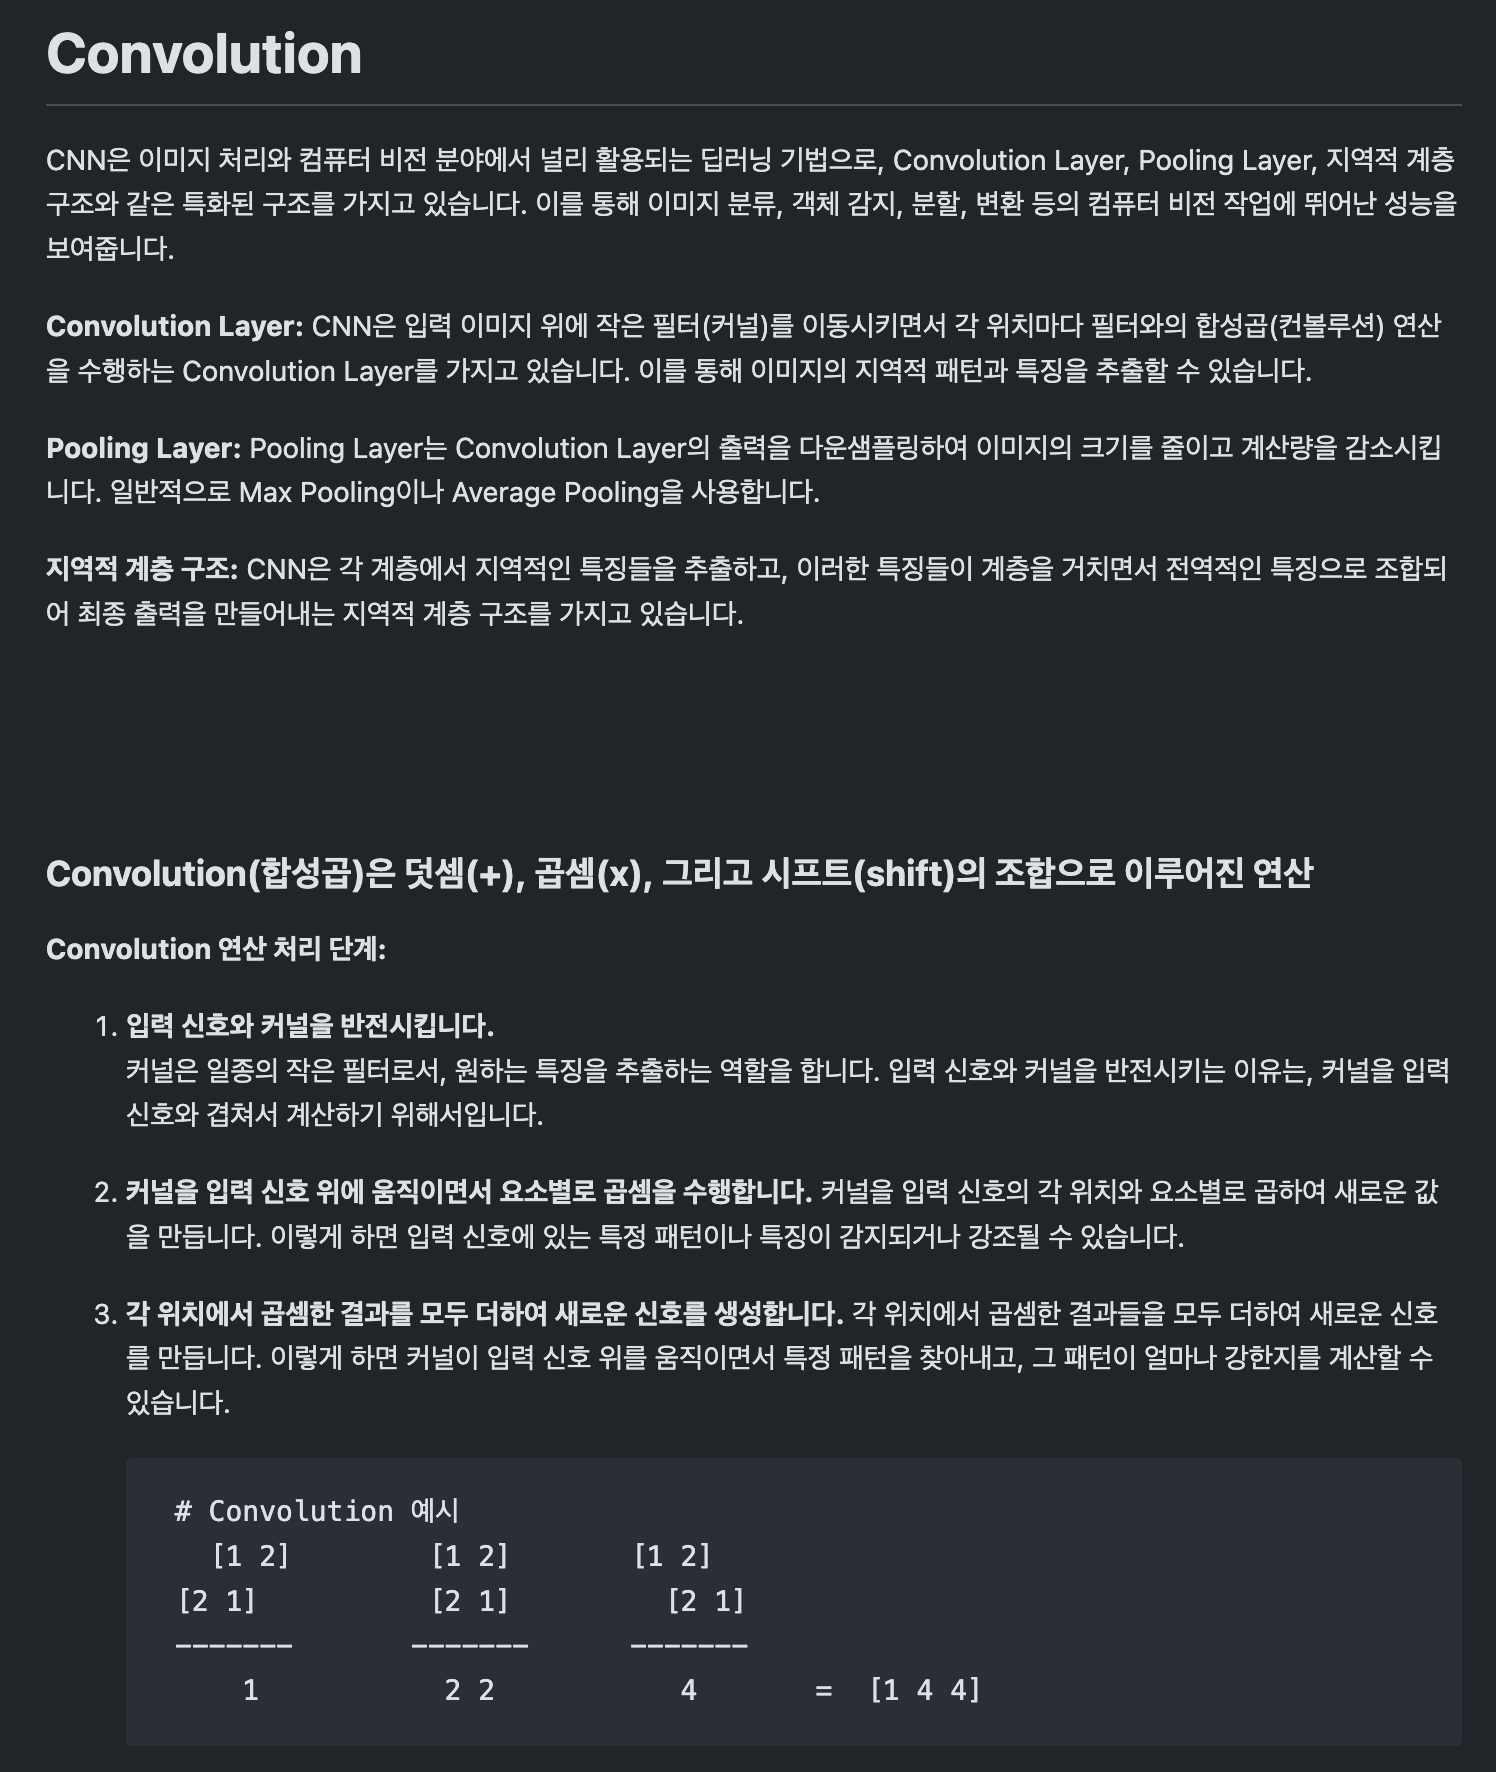 Convolution
CNN은 이미지 처리와 컴퓨터 비전 분야에서 널리 활용되는 딥러닝 기법으로, Convolution Layer, Pooling Layer, 지역적 계층
구조와 같은 특화된 구조를 가지고 있습니다. 이를 통해 이미지 분류, 객체 감지, 분할, 변환 등의 컴퓨터 비전 작업에 뛰어난 성능을
보여줍니다.
Convolution Layer: CNN은 입력 이미지 위에 작은 필터(커널)를 이동시키면서 각 위치마다 필터와의 합성곱(컨볼루션) 연산
을 수행하는 Convolution Layer를 가지고 있습니다. 이를 통해 이미지의 지역적 패턴과 특징을 추출할 수 있습니다.
Pooling Layer: Pooling Layer는 Convolution Layer의 출력을 다운샘플링하여 이미지의 크기를 줄이고 계산량을 감소시킵
니다. 일반적으로 Max Pooling이나 Average Pooling을 사용합니다.
지역적 계층 구조: CNN은 각 계층에서 지역적인 특징들을 추출하고, 이러한 특징들이 계층을 거치면서 전역적인 특징으로 조합되
어 최종 출력을 만들어내는 지역적 계층 구조를 가지고 있습니다.
Convolution(합성곱)은 덧셈(+), 곱셈(x), 그리고 시프트(shift)의 조합으로 이루어진 연산
Convolution 연산 처리 단계:
1. 입력 신호와 커널을 반전시킵니다.
커널은 일종의 작은 필터로서, 원하는 특징을 추출하는 역할을 합니다. 입력 신호와 커널을 반전시키는 이유는, 커널을 입력
신호와 겹쳐서 계산하기 위해서입니다.
2. 커널을 입력 신호 위에 움직이면서 요소별로 곱셈을 수행합니다. 커널을 입력 신호의 각 위치와 요소별로 곱하여 새로운 값
을 만듭니다. 이렇게 하면 입력 신호에 있는 특정 패턴이나 특징이 감지되거나 강조될 수 있습니다.
3. 각 위치에서 곱셈한 결과를 모두 더하여 새로운 신호를 생성합니다. 각 위치에서 곱셈한 결과들을 모두 더하여 새로운 신호
를 만듭니다. 이렇게 하면 커널이 입력 신호 위를 움직이면서 특정 패턴을 찾아내고, 그 패턴이 얼마나 강한지를 계산할 수
있습니다.
# Convolution 예시
  [1 2]        [1 2]       [1 2]
[2 1]          [2 1]         [2 1]
-------       -------      -------
    1           2 2           4       =  [1 4 4]